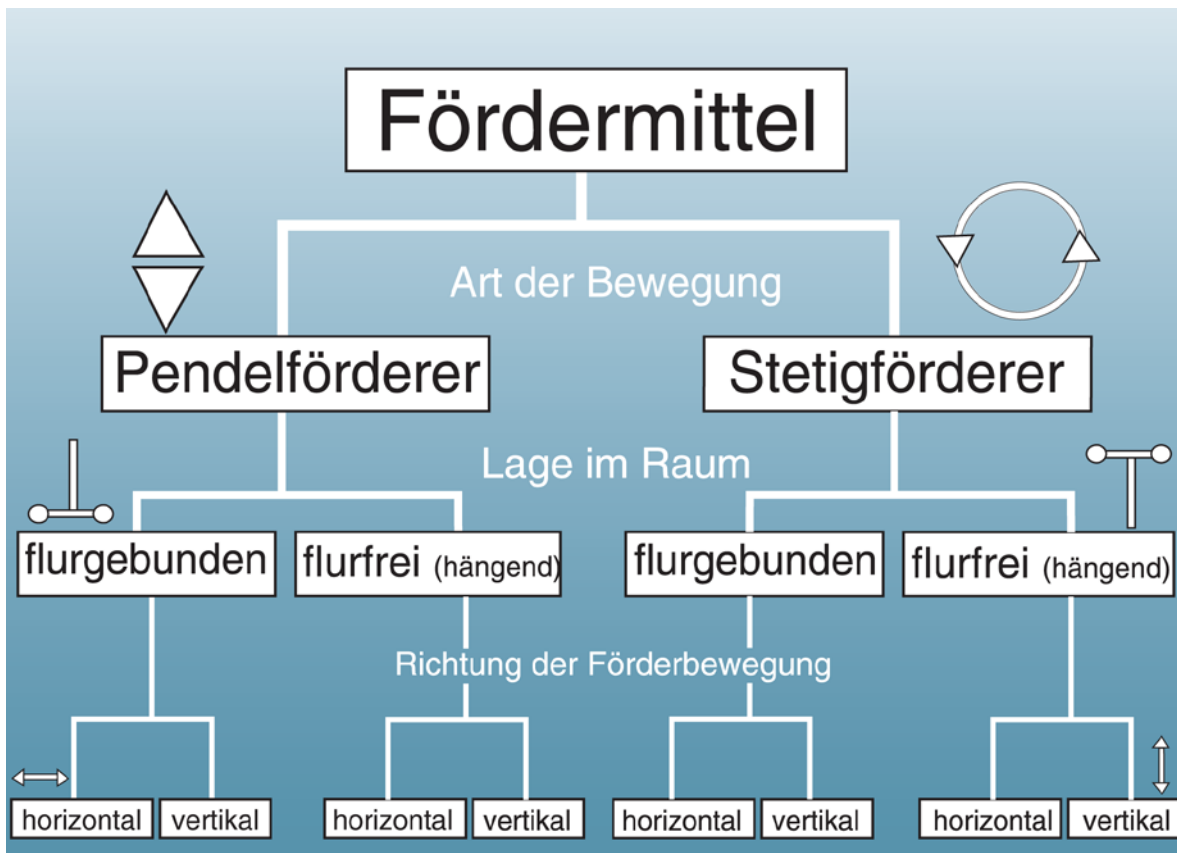 Fördermittel
Art der Bewegung
Pendelförderer
Stetigförderer
Lage im Raum
flurgebunden
flurfrei (hängend)
flurgebunden
flurfrei (hängend)
Richtung der Förderbewegung
horizontal
vertikal
horizontal
vertikal
horizontal
vertikal
horizontal
vertikal